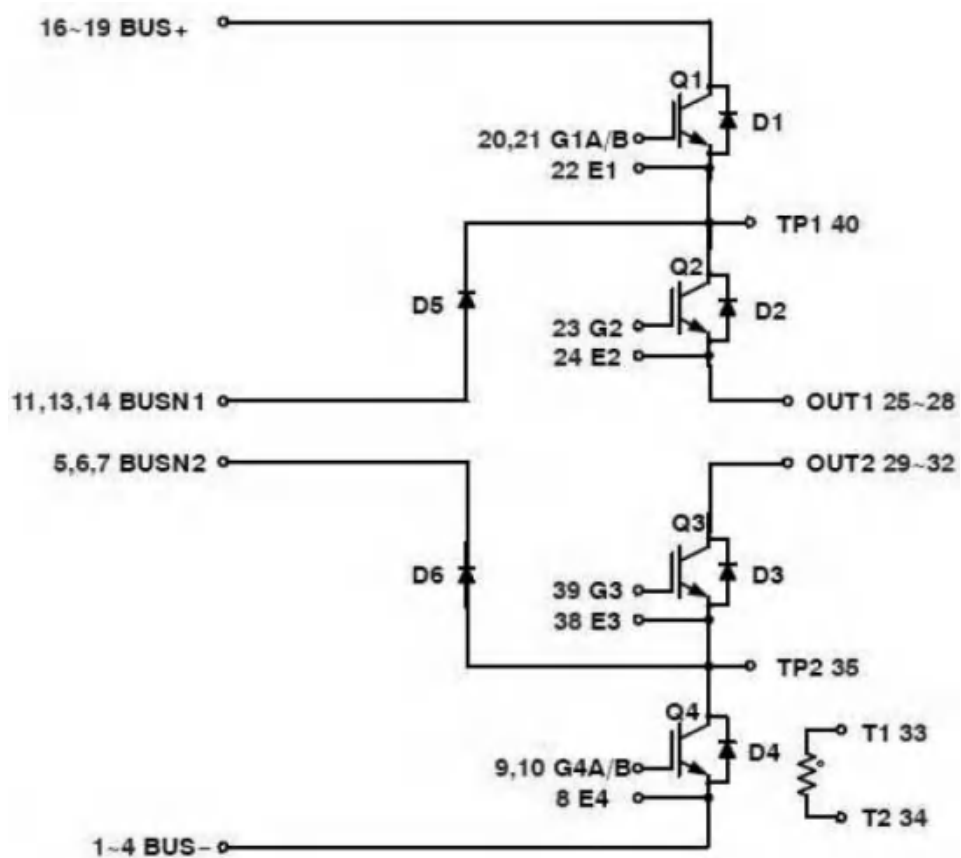 16~19 BUS+
Q1
D1
20,21 G1A/B
22 E1
TP1 40
Q2
D5
D2
23 G2
24 E2
11,13,14 BUSN1
OUT1 25~28
5,6,7 BUSN2
OUT2 29~32
Q3
D6
D3
39 G3
38 E3
TP2 35
Q4
T1 33
D4
9,10 G4A/B
8 E4
T2 34
1~4 BUS−